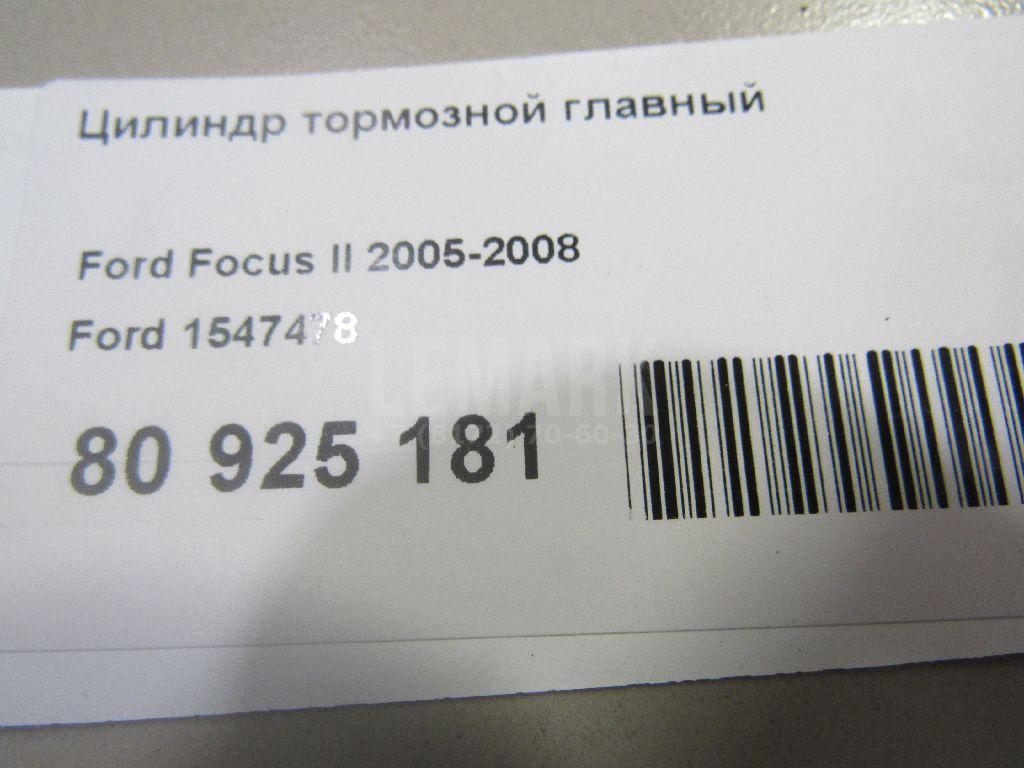 Цилиндр тормозной главный
Ford Focus II 2005-2008
Ford 1547478
LEMARK
80 925 181